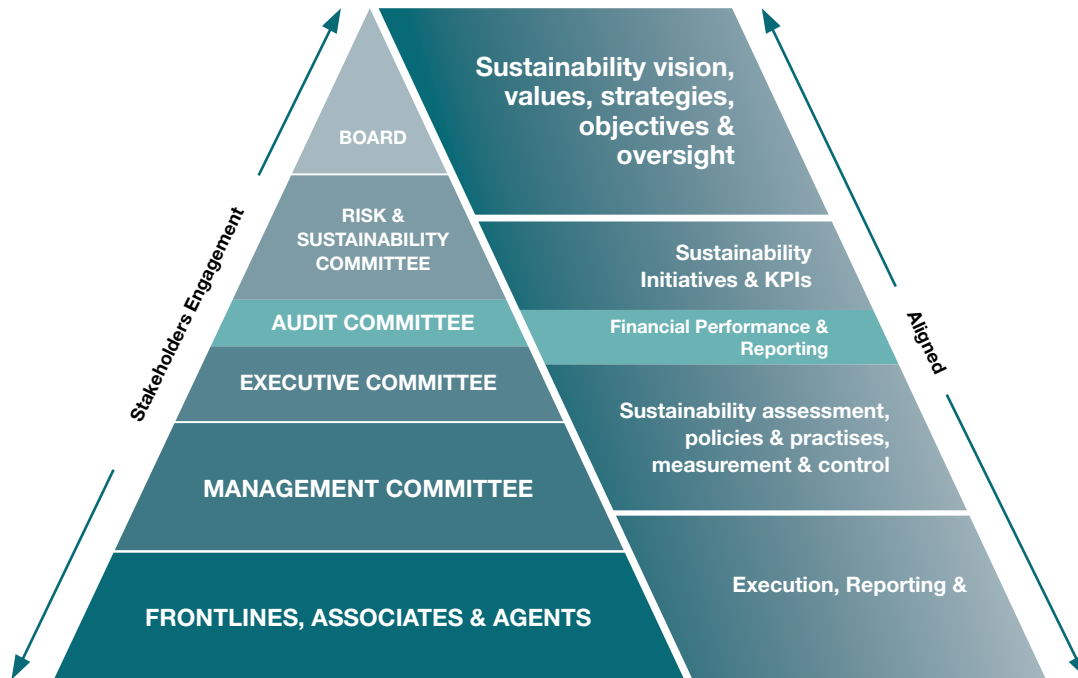 Stakeholders Engagement
BOARD
RISK &
SUSTAINABILITY
COMMITTEE
AUDIT COMMITTEE
EXECUTIVE COMMITTEE
MANAGEMENT COMMITTEE
FRONTLINES, ASSOCIATES & AGENTS
Sustainability vision,
values, strategies,
objectives &
oversight
Sustainability
Initiatives & KPIs
Financial Performance &
Reporting
Sustainability assessment,
policies & practises,
measurement & control
Execution, Reporting &
Aligned